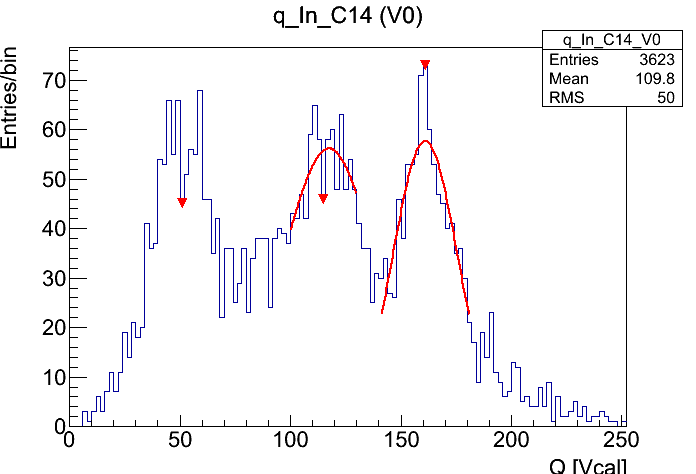 q_In_C14 (V0)
q_In_C14_V0
Entries 3623
Mean 109.8
RMS 50
Entries/bin
70
60
50
40
30
20
10
0
0 50 100 150 200 250
Q [Vcal]